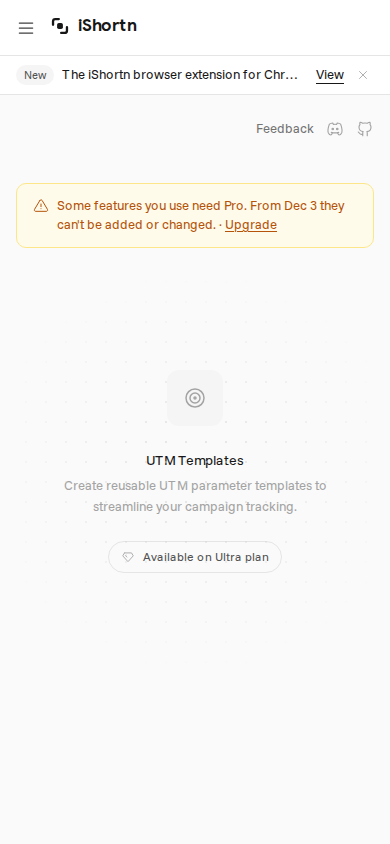 iShortn
New The iShortn browser extension for Chr... View
Feedback
Some features you use need Pro. From Dec 3 they
can't be added or changed. · Upgrade
UTM Templates
Create reusable UTM parameter templates to
streamline your campaign tracking.
Available on Ultra plan